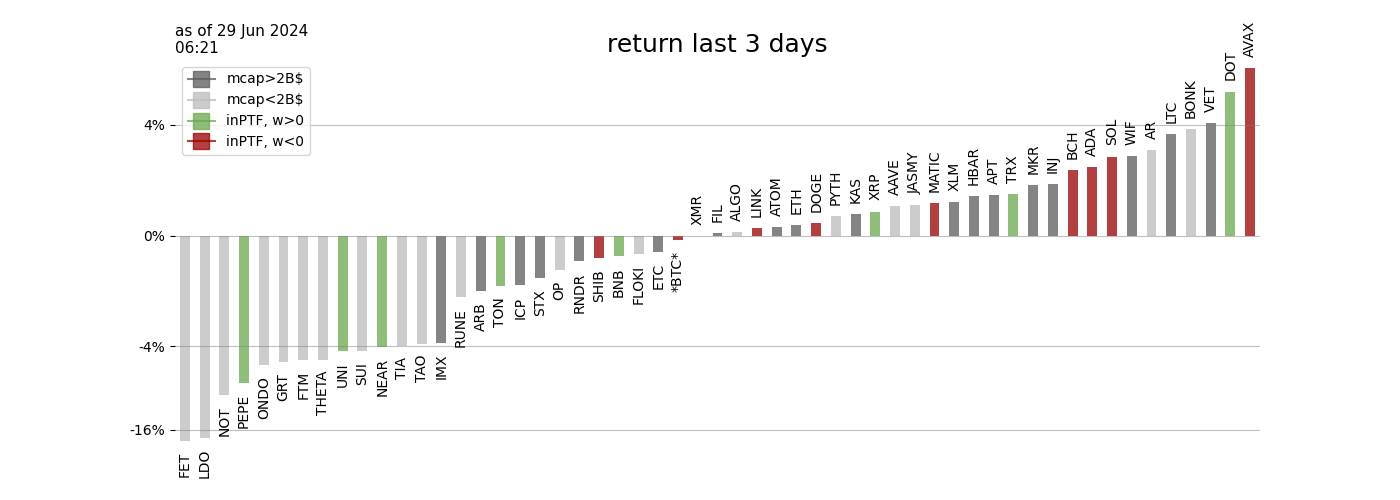 as of 29 Jun 2024
06:21
return last 3 days
mcap>2B$
mcap<2B$
inPTF, w>0
inPTF, w<0
4%
0%
-4%
-16%
FET
LDO
NOT
PEPE
ONDO
GRT
FTM
THETA
UNI
SUI
NEAR
TIA
TAO
IMX
RUNE
ARB
TON
ICP
STX
OP
RNDR
SHIB
BNB
FLOKI
ETC
*BTC*
XMR
FIL
ALGO
LINK
ATOM
ETH
DOGE
PYTH
KAS
XRP
AAVE
JASMY
MATIC
XLM
HBAR
APT
TRX
MKR
INJ
BCH
ADA
SOL
WIF
AR
LTC
BONK
VET
DOT
AVAX